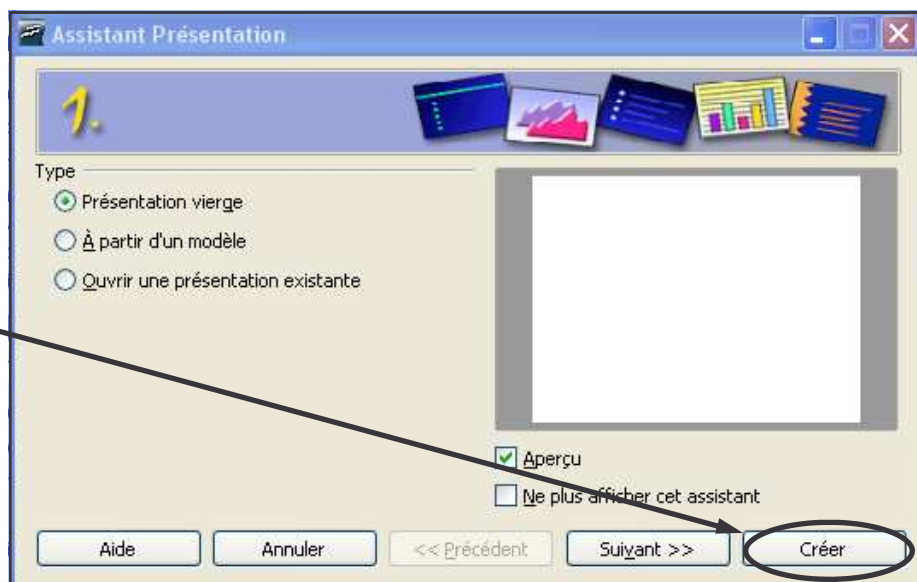 Assistant Présentation
1.
Type
Présentation vierge
À partir d'un modèle
Ouvrir une présentation existante
Aperçu
Ne plus afficher cet assistant
Aide
Annuler
<< Précédent
Suivant >>
Créer